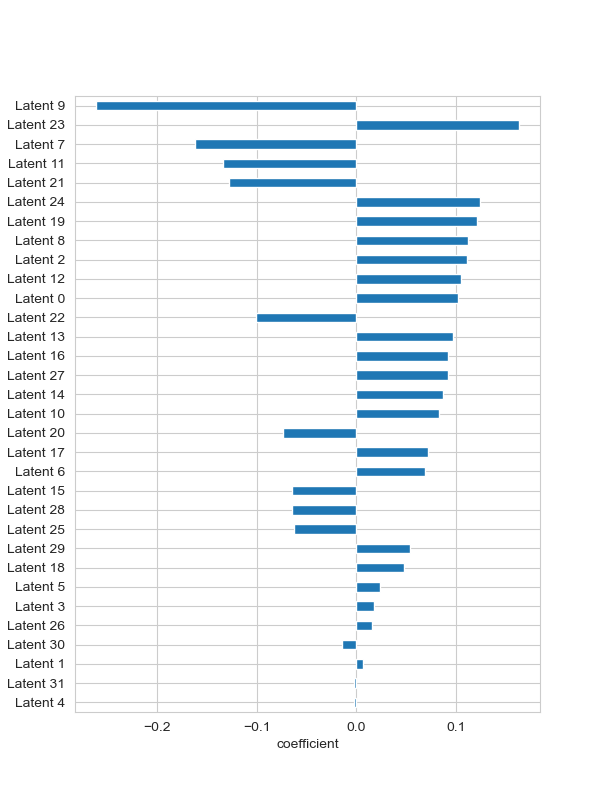 Latent 9
Latent 23
Latent 7
Latent 11
Latent 21
Latent 24
Latent 19
Latent 8
Latent 2
Latent 12
Latent 0
Latent 22
Latent 13
Latent 16
Latent 27
Latent 14
Latent 10
Latent 20
Latent 17
Latent 6
Latent 15
Latent 28
Latent 25
Latent 29
Latent 18
Latent 5
Latent 3
Latent 26
Latent 30
Latent 1
Latent 31
Latent 4
−0.2 −0.1 0.0 0.1
coefficient